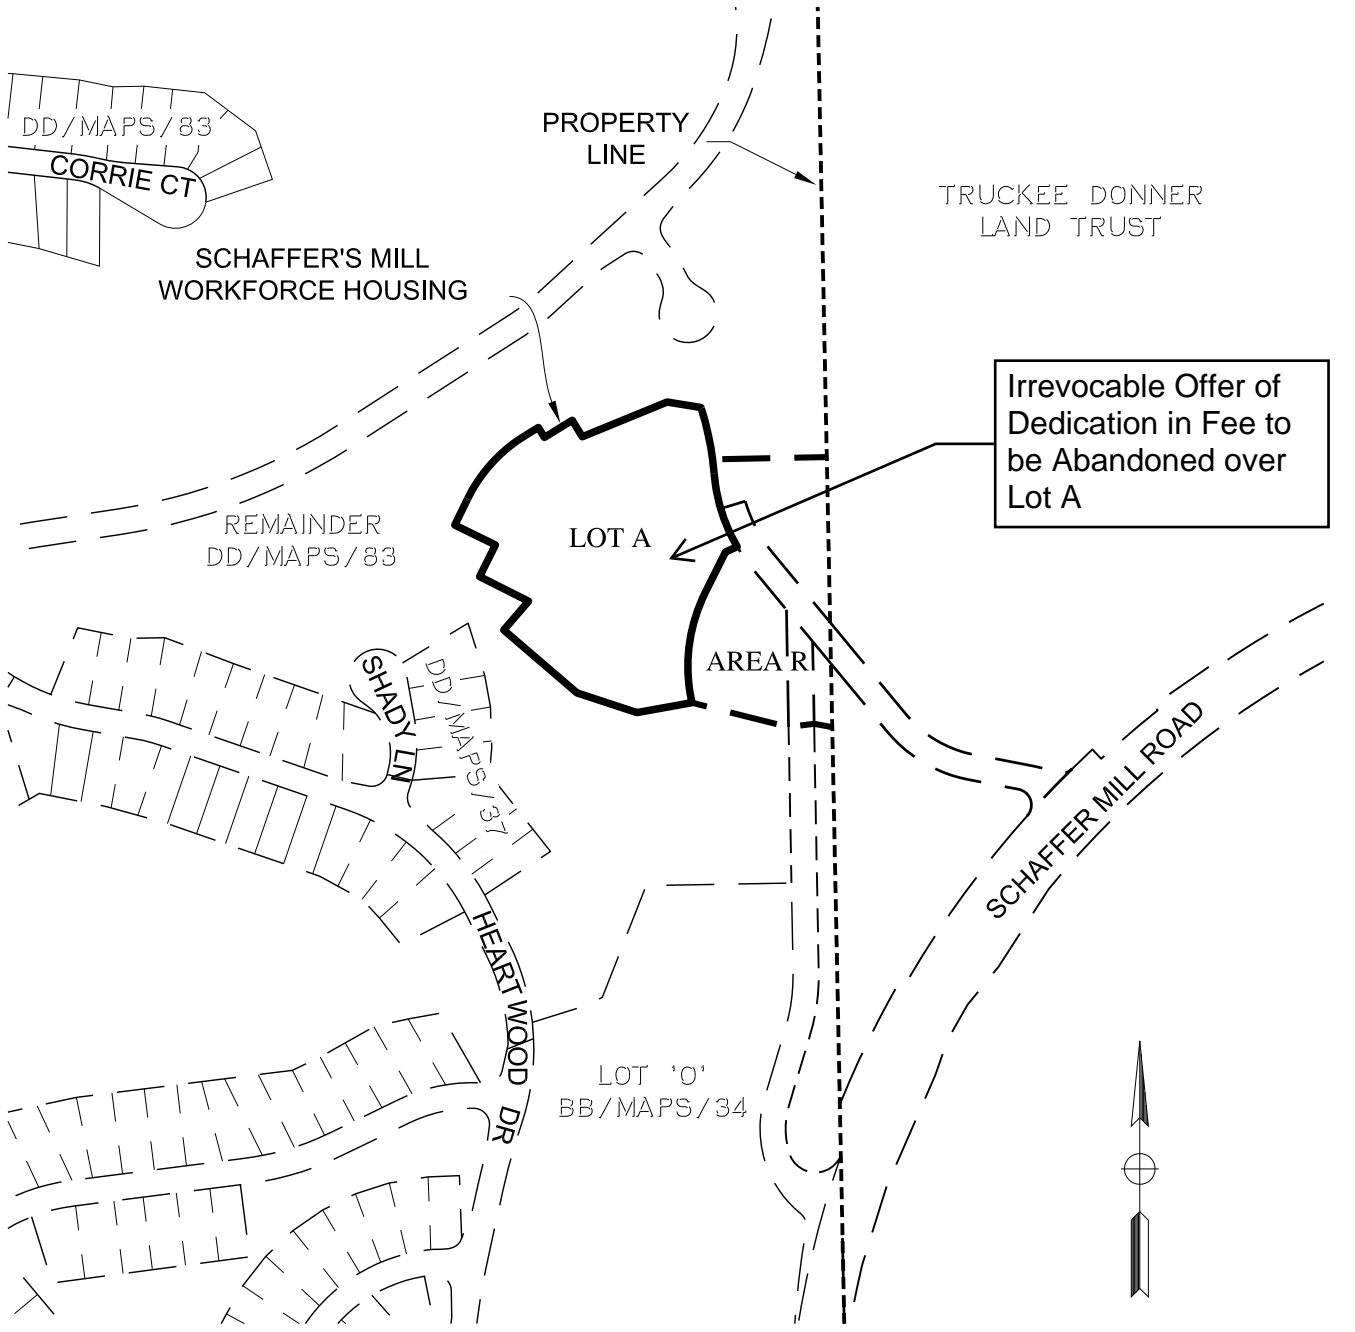 DD/MAPS/83
CORRIE CT
PROPERTY
LINE
TRUCKEE DONNER
LAND TRUST
SCHAFFER'S MILL
WORKFORCE HOUSING
Irrevocable Offer of
Dedication in Fee to
be Abandoned over
Lot A
REMAINDER
DD/MAPS/83
LOT A
AREA R
SHADY LN
DD/MAPS/37
SCHAFFER MILL ROAD
HEARTWOOD DR
LOT 'O'
BB/MAPS/34